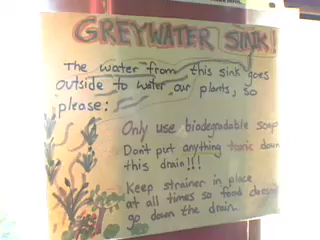 GREYWATER SINK!
The water from this sink goes
outside to water our plants, so
please:
Only use biodegradable soap
Don't put anything toxic down
this drain!!!
Keep strainer in place
at all times so food doesn't
go down the drain.